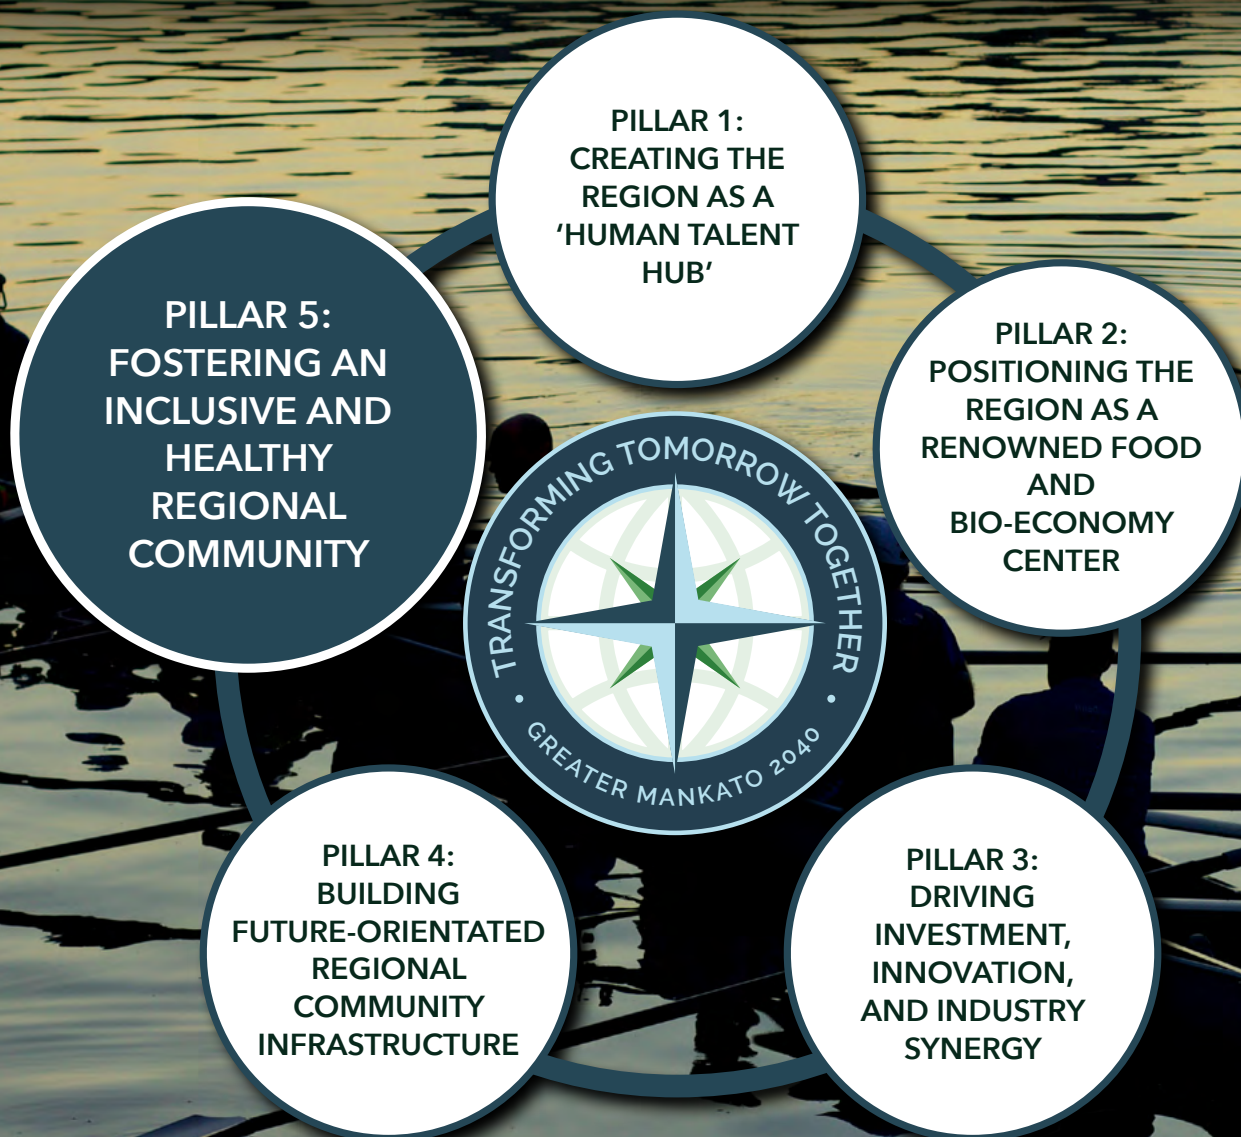 PILLAR 1:
CREATING THE
REGION AS A
‘HUMAN TALENT
HUB’
PILLAR 2:
POSITIONING THE
REGION AS A
RENOWNED FOOD
AND
BIO-ECONOMY
CENTER
PILLAR 3:
DRIVING
INVESTMENT,
INNOVATION,
AND INDUSTRY
SYNERGY
PILLAR 4:
BUILDING
FUTURE-ORIENTATED
REGIONAL
COMMUNITY
INFRASTRUCTURE
PILLAR 5:
FOSTERING AN
INCLUSIVE AND
HEALTHY
REGIONAL
COMMUNITY
TRANSFORMING TOMORROW TOGETHER
• GREATER MANKATO 2040 •